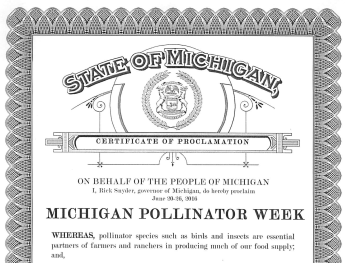 STATE OF MICHIGAN,
CERTIFICATE OF PROCLAMATION
ON BEHALF OF THE PEOPLE OF MICHIGAN
I, Rick Snyder, governor of Michigan, do hereby proclaim
June 20-26, 2016
MICHIGAN POLLINATOR WEEK
WHEREAS, pollinator species such as birds and insects are essential
partners of farmers and ranchers in producing much of our food supply;
and,